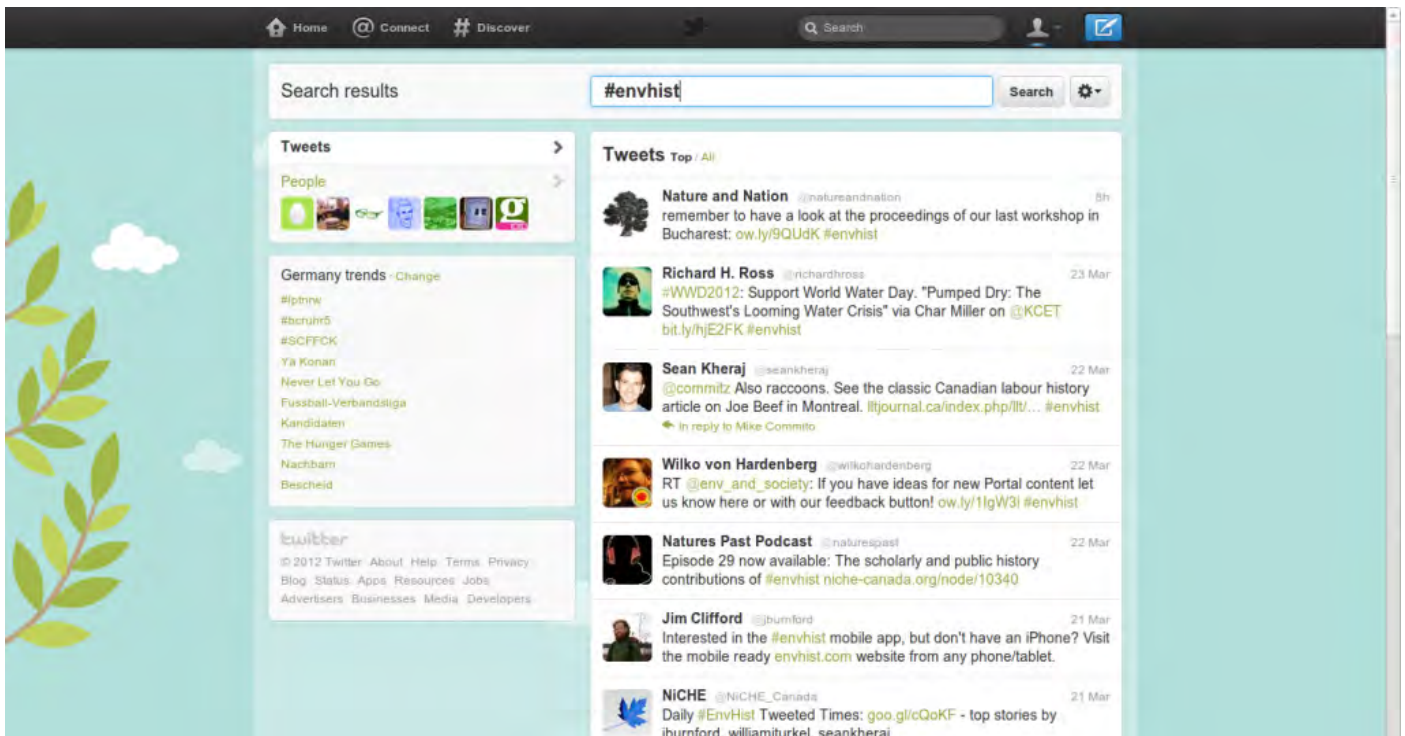 Home @ Connect # Discover Search
Search results #envhist Search
Tweets
People
Germany trends · Change
#lptnrw
#bcruhr5
#SCFFCK
Ya Konan
Never Let You Go
Fussball-Verbandsliga
Kandidaten
The Hunger Games
Nachbarn
Bescheid
twitter
© 2012 Twitter About Help Terms Privacy
Blog Status Apps Resources Jobs
Advertisers Businesses Media Developers
Tweets Top / All
Nature and Nation @natureandnation 8h
remember to have a look at the proceedings of our last workshop in
Bucharest: ow.ly/9QUdK #envhist
Richard H. Ross @richardhross 23 Mar
#WWD2012: Support World Water Day. "Pumped Dry: The
Southwest's Looming Water Crisis" via Char Miller on @KCET
bit.ly/hjE2FK #envhist
Sean Kheraj @seankheraj 22 Mar
@commitz Also raccoons. See the classic Canadian labour history
article on Joe Beef in Montreal. lltjournal.ca/index.php/llt/… #envhist
In reply to Mike Commito
Wilko von Hardenberg @wilkohardenberg 22 Mar
RT @env_and_society: If you have ideas for new Portal content let
us know here or with our feedback button! ow.ly/1IgW3i #envhist
Natures Past Podcast @naturespast 22 Mar
Episode 29 now available: The scholarly and public history
contributions of #envhist niche-canada.org/node/10340
Jim Clifford @jburnford 21 Mar
Interested in the #envhist mobile app, but don't have an iPhone? Visit
the mobile ready envhist.com website from any phone/tablet.
NiCHE @NiCHE_Canada 21 Mar
Daily #EnvHist Tweeted Times: goo.gl/cQoKF - top stories by
jburnford, williamjturkel, seankheraj